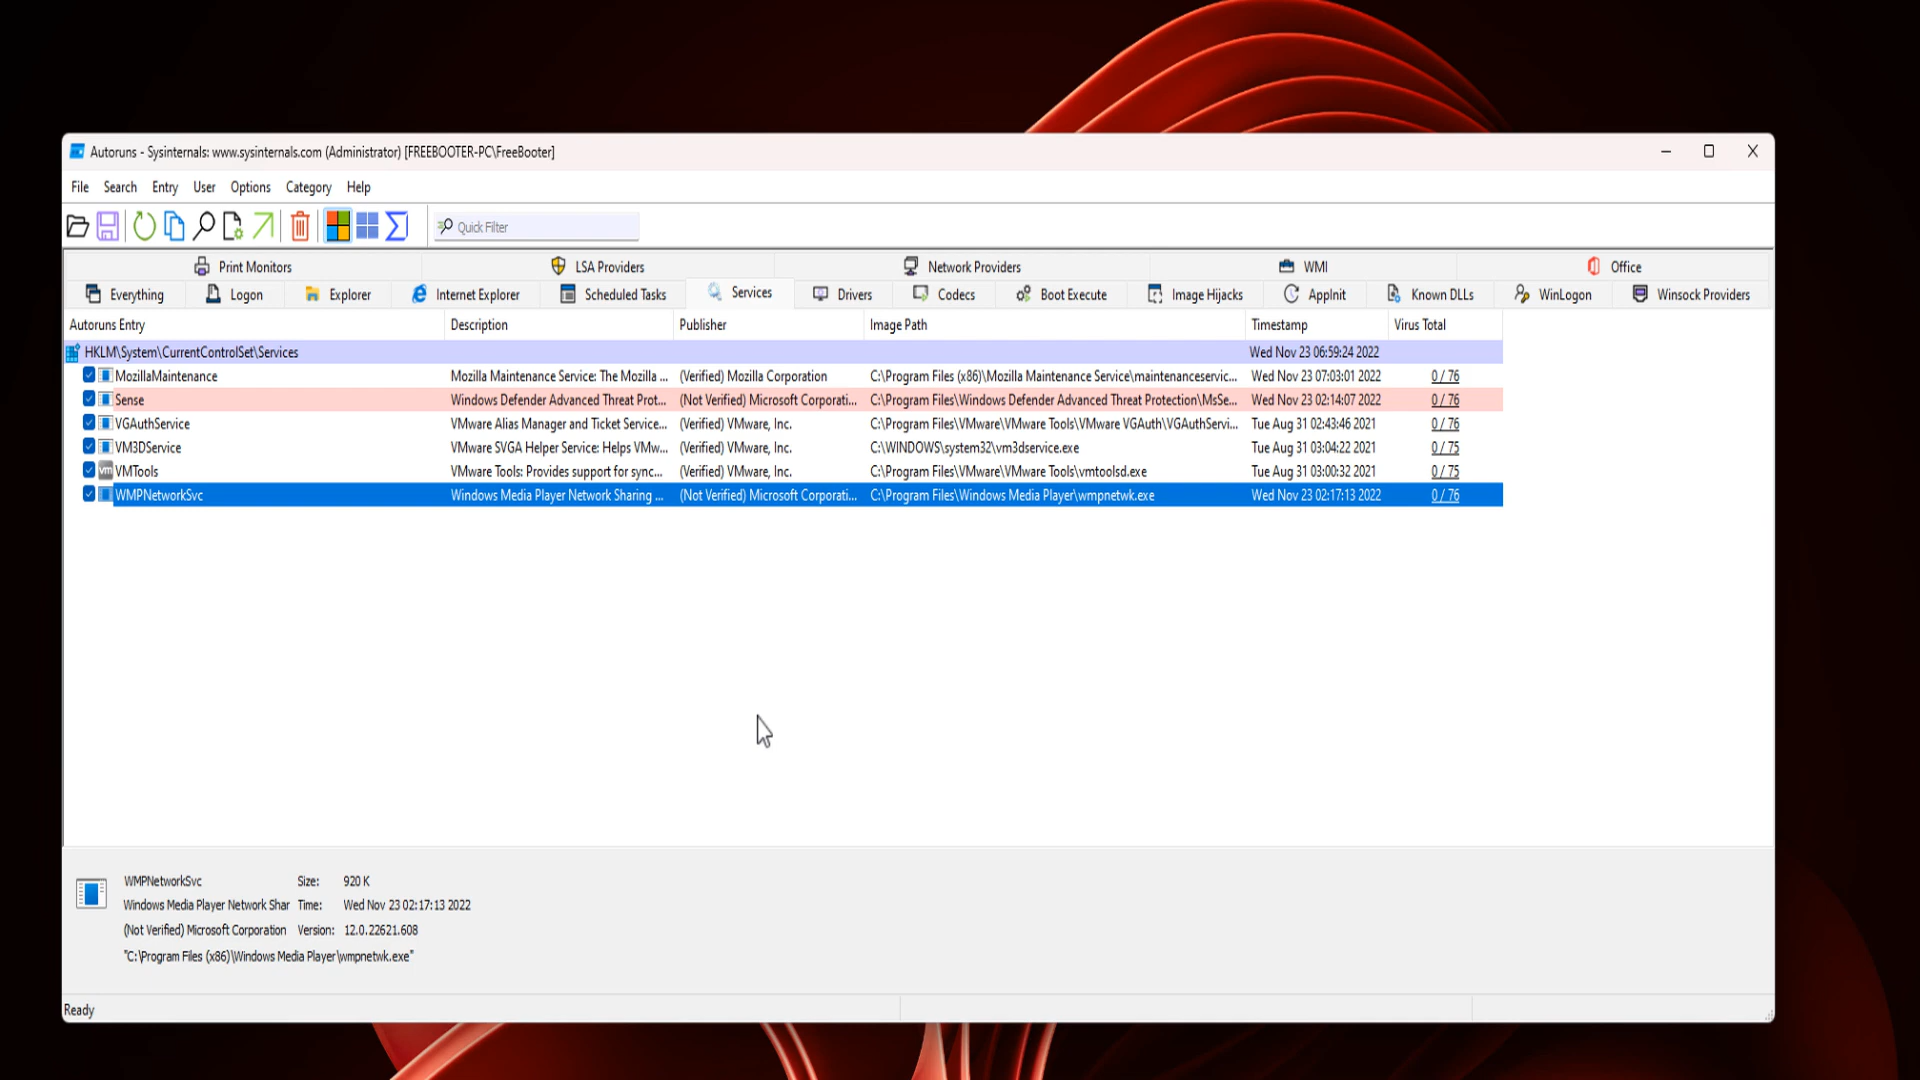 Autoruns - Sysinternals: www.sysinternals.com (Administrator) [FREEBOOTER-PC\FreeBooter]
File Search Entry User Options Category Help
Quick Filter
Print Monitors LSA Providers Network Providers WMI Office
Everything Logon Explorer Internet Explorer Scheduled Tasks Services Drivers Codecs Boot Execute Image Hijacks AppInit Known DLLs WinLogon Winsock Providers
Autoruns Entry Description Publisher Image Path Timestamp Virus Total
HKLM\System\CurrentControlSet\Services Wed Nov 23 06:59:24 2022
MozillaMaintenance Mozilla Maintenance Service: The Mozilla ... (Verified) Mozilla Corporation C:\Program Files (x86)\Mozilla Maintenance Service\maintenanceservic... Wed Nov 23 07:03:01 2022 0 / 76
Sense Windows Defender Advanced Threat Prot... (Not Verified) Microsoft Corporati... C:\Program Files\Windows Defender Advanced Threat Protection\MsSe... Wed Nov 23 02:14:07 2022 0 / 76
VGAuthService VMware Alias Manager and Ticket Service... (Verified) VMware, Inc. C:\Program Files\VMware\VMware Tools\VMware VGAuth\VGAuthServi... Tue Aug 31 02:43:46 2021 0 / 76
VM3DService VMware SVGA Helper Service: Helps VMw... (Verified) VMware, Inc. C:\WINDOWS\system32\vm3dservice.exe Tue Aug 31 03:04:22 2021 0 / 75
vm VMTools VMware Tools: Provides support for sync... (Verified) VMware, Inc. C:\Program Files\VMware\VMware Tools\vmtoolsd.exe Tue Aug 31 03:00:32 2021 0 / 75
WMPNetworkSvc Windows Media Player Network Sharing ... (Not Verified) Microsoft Corporati... C:\Program Files\Windows Media Player\wmpnetwk.exe Wed Nov 23 02:17:13 2022 0 / 76
WMPNetworkSvc Size: 920 K
Windows Media Player Network Shar Time: Wed Nov 23 02:17:13 2022
(Not Verified) Microsoft Corporation Version: 12.0.22621.608
"C:\Program Files (x86)\Windows Media Player\wmpnetwk.exe"
Ready